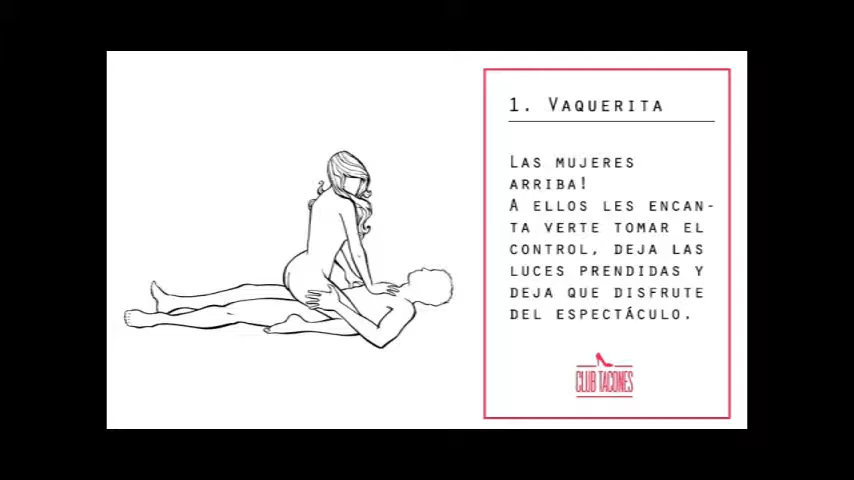 1. VAQUERITA
LAS MUJERES
ARRIBA!
A ELLOS LES ENCAN-
TA VERTE TOMAR EL
CONTROL, DEJA LAS
LUCES PRENDIDAS Y
DEJA QUE DISFRUTE
DEL ESPECTÁCULO.
CLUB TACONES